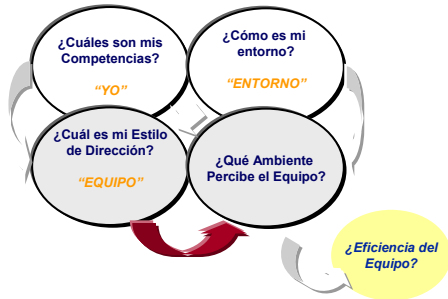 ¿Cuáles son mis
Competencias?
“YO”
¿Cómo es mi
entorno?
“ENTORNO”
¿Cuál es mi Estilo
de Dirección?
“EQUIPO”
¿Qué Ambiente
Percibe el Equipo?
¿Eficiencia del
Equipo?